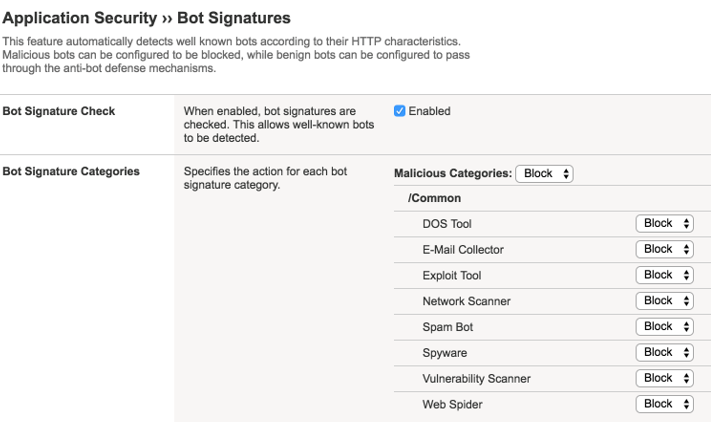 Application Security ›› Bot Signatures
This feature automatically detects well known bots according to their HTTP characteristics.
Malicious bots can be configured to be blocked, while benign bots can be configured to pass
through the anti-bot defense mechanisms.
Bot Signature Check
When enabled, bot signatures are
checked. This allows well-known bots
to be detected.
Enabled
Bot Signature Categories
Specifies the action for each bot
signature category.
Malicious Categories: Block
/Common
DOS Tool Block
E-Mail Collector Block
Exploit Tool Block
Network Scanner Block
Spam Bot Block
Spyware Block
Vulnerability Scanner Block
Web Spider Block